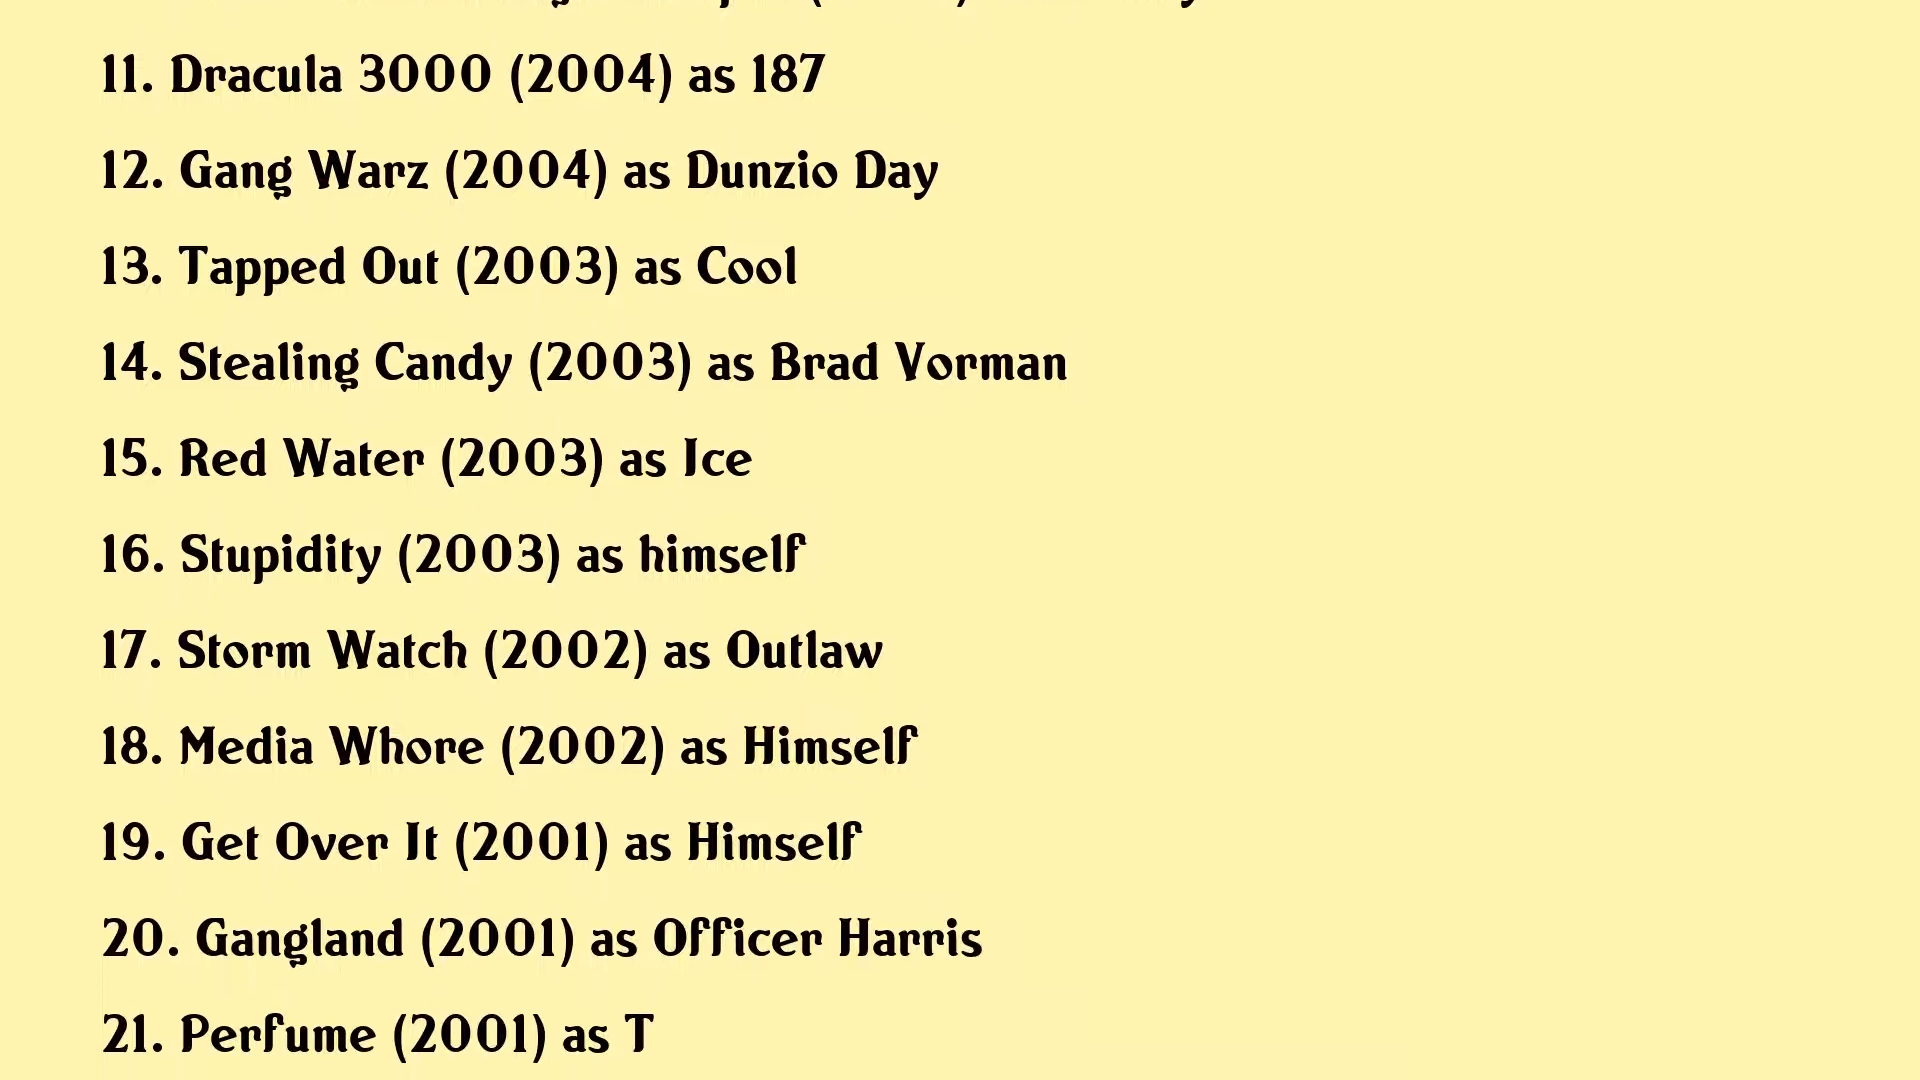 11. Dracula 3000 (2004) as 187
12. Gang Warz (2004) as Dunzio Day
13. Tapped Out (2003) as Cool
14. Stealing Candy (2003) as Brad Vorman
15. Red Water (2003) as Ice
16. Stupidity (2003) as himself
17. Storm Watch (2002) as Outlaw
18. Media Whore (2002) as Himself
19. Get Over It (2001) as Himself
20. Gangland (2001) as Officer Harris
21. Perfume (2001) as T